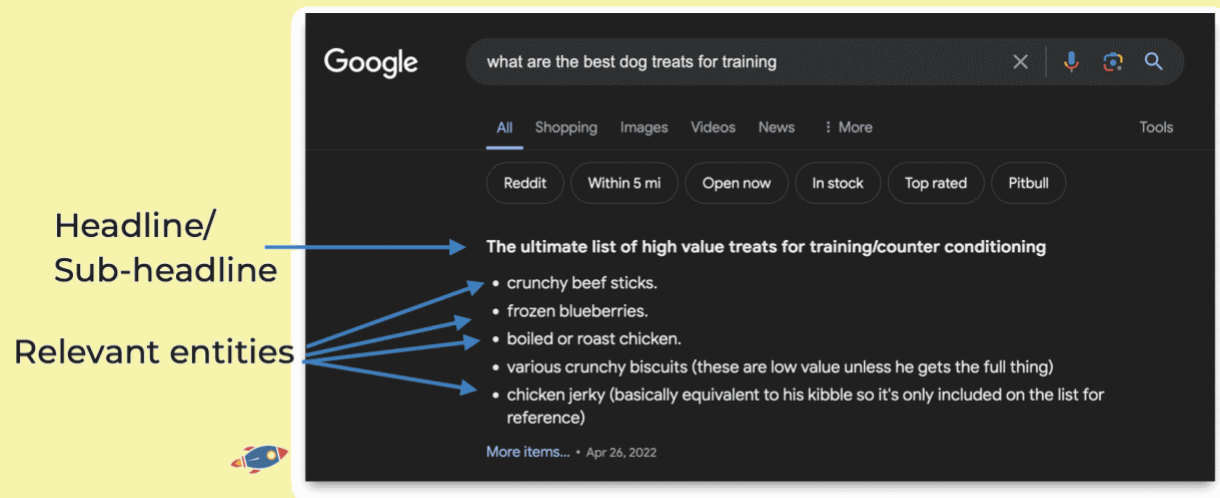 Google
what are the best dog treats for training
All Shopping Images Videos News More Tools
Reddit Within 5 mi Open now In stock Top rated Pitbull
Headline/
Sub-headline
The ultimate list of high value treats for training/counter conditioning
Relevant entities
• crunchy beef sticks.
• frozen blueberries.
• boiled or roast chicken.
• various crunchy biscuits (these are low value unless he gets the full thing)
• chicken jerky (basically equivalent to his kibble so it's only included on the list for
reference)
More items... • Apr 26, 2022